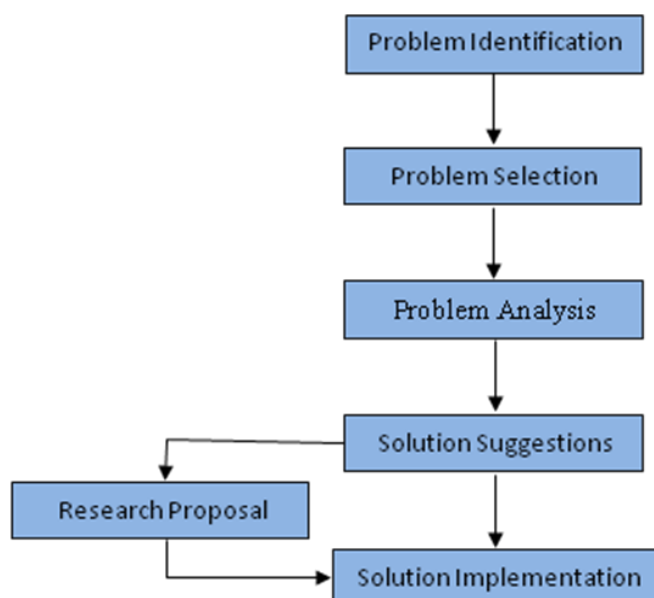 Problem Identification
Problem Selection
Problem Analysis
Solution Suggestions
Research Proposal
Solution Implementation